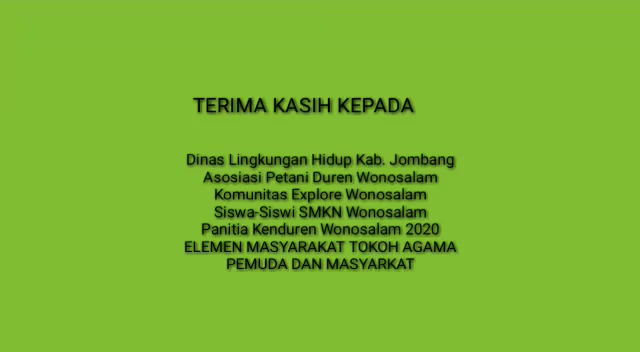 TERIMA KASIH KEPADA
Dinas Lingkungan Hidup Kab. Jombang
Asosiasi Petani Duren Wonosalam
Komunitas Explore Wonosalam
Siswa-Siswi SMKN Wonosalam
Panitia Kenduren Wonosalam 2020
ELEMEN MASYARAKAT TOKOH AGAMA
PEMUDA DAN MASYARKAT